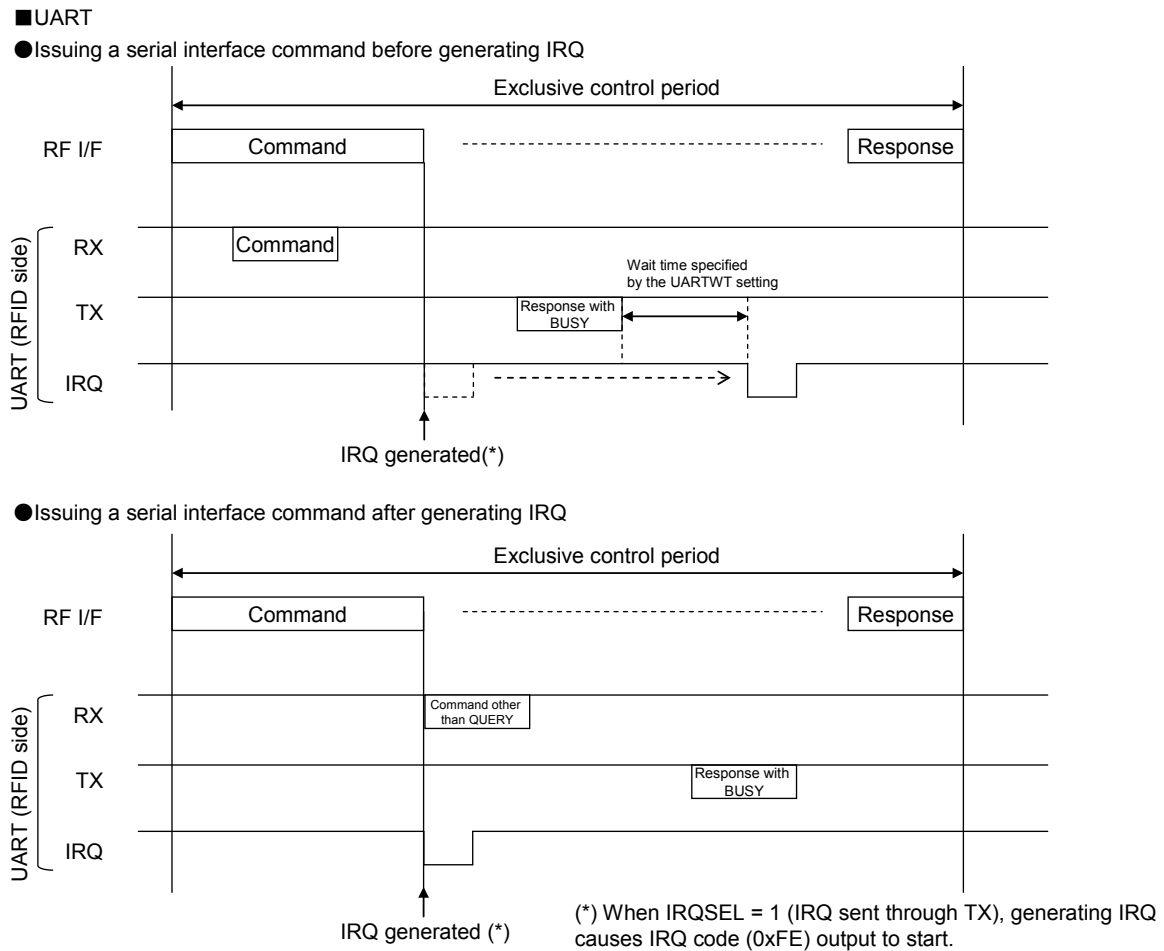 ■UART
●Issuing a serial interface command before generating IRQ
Exclusive control period
RF I/F
Command
Response
UART (RFID side)
RX
Command
Wait time specified
by the UARTWT setting
TX
Response with
BUSY
IRQ
IRQ generated(*)
●Issuing a serial interface command after generating IRQ
Exclusive control period
RF I/F
Command
Response
UART (RFID side)
RX
Command other
than QUERY
TX
Response with
BUSY
IRQ
IRQ generated (*)
(*) When IRQSEL = 1 (IRQ sent through TX), generating IRQ
causes IRQ code (0xFE) output to start.